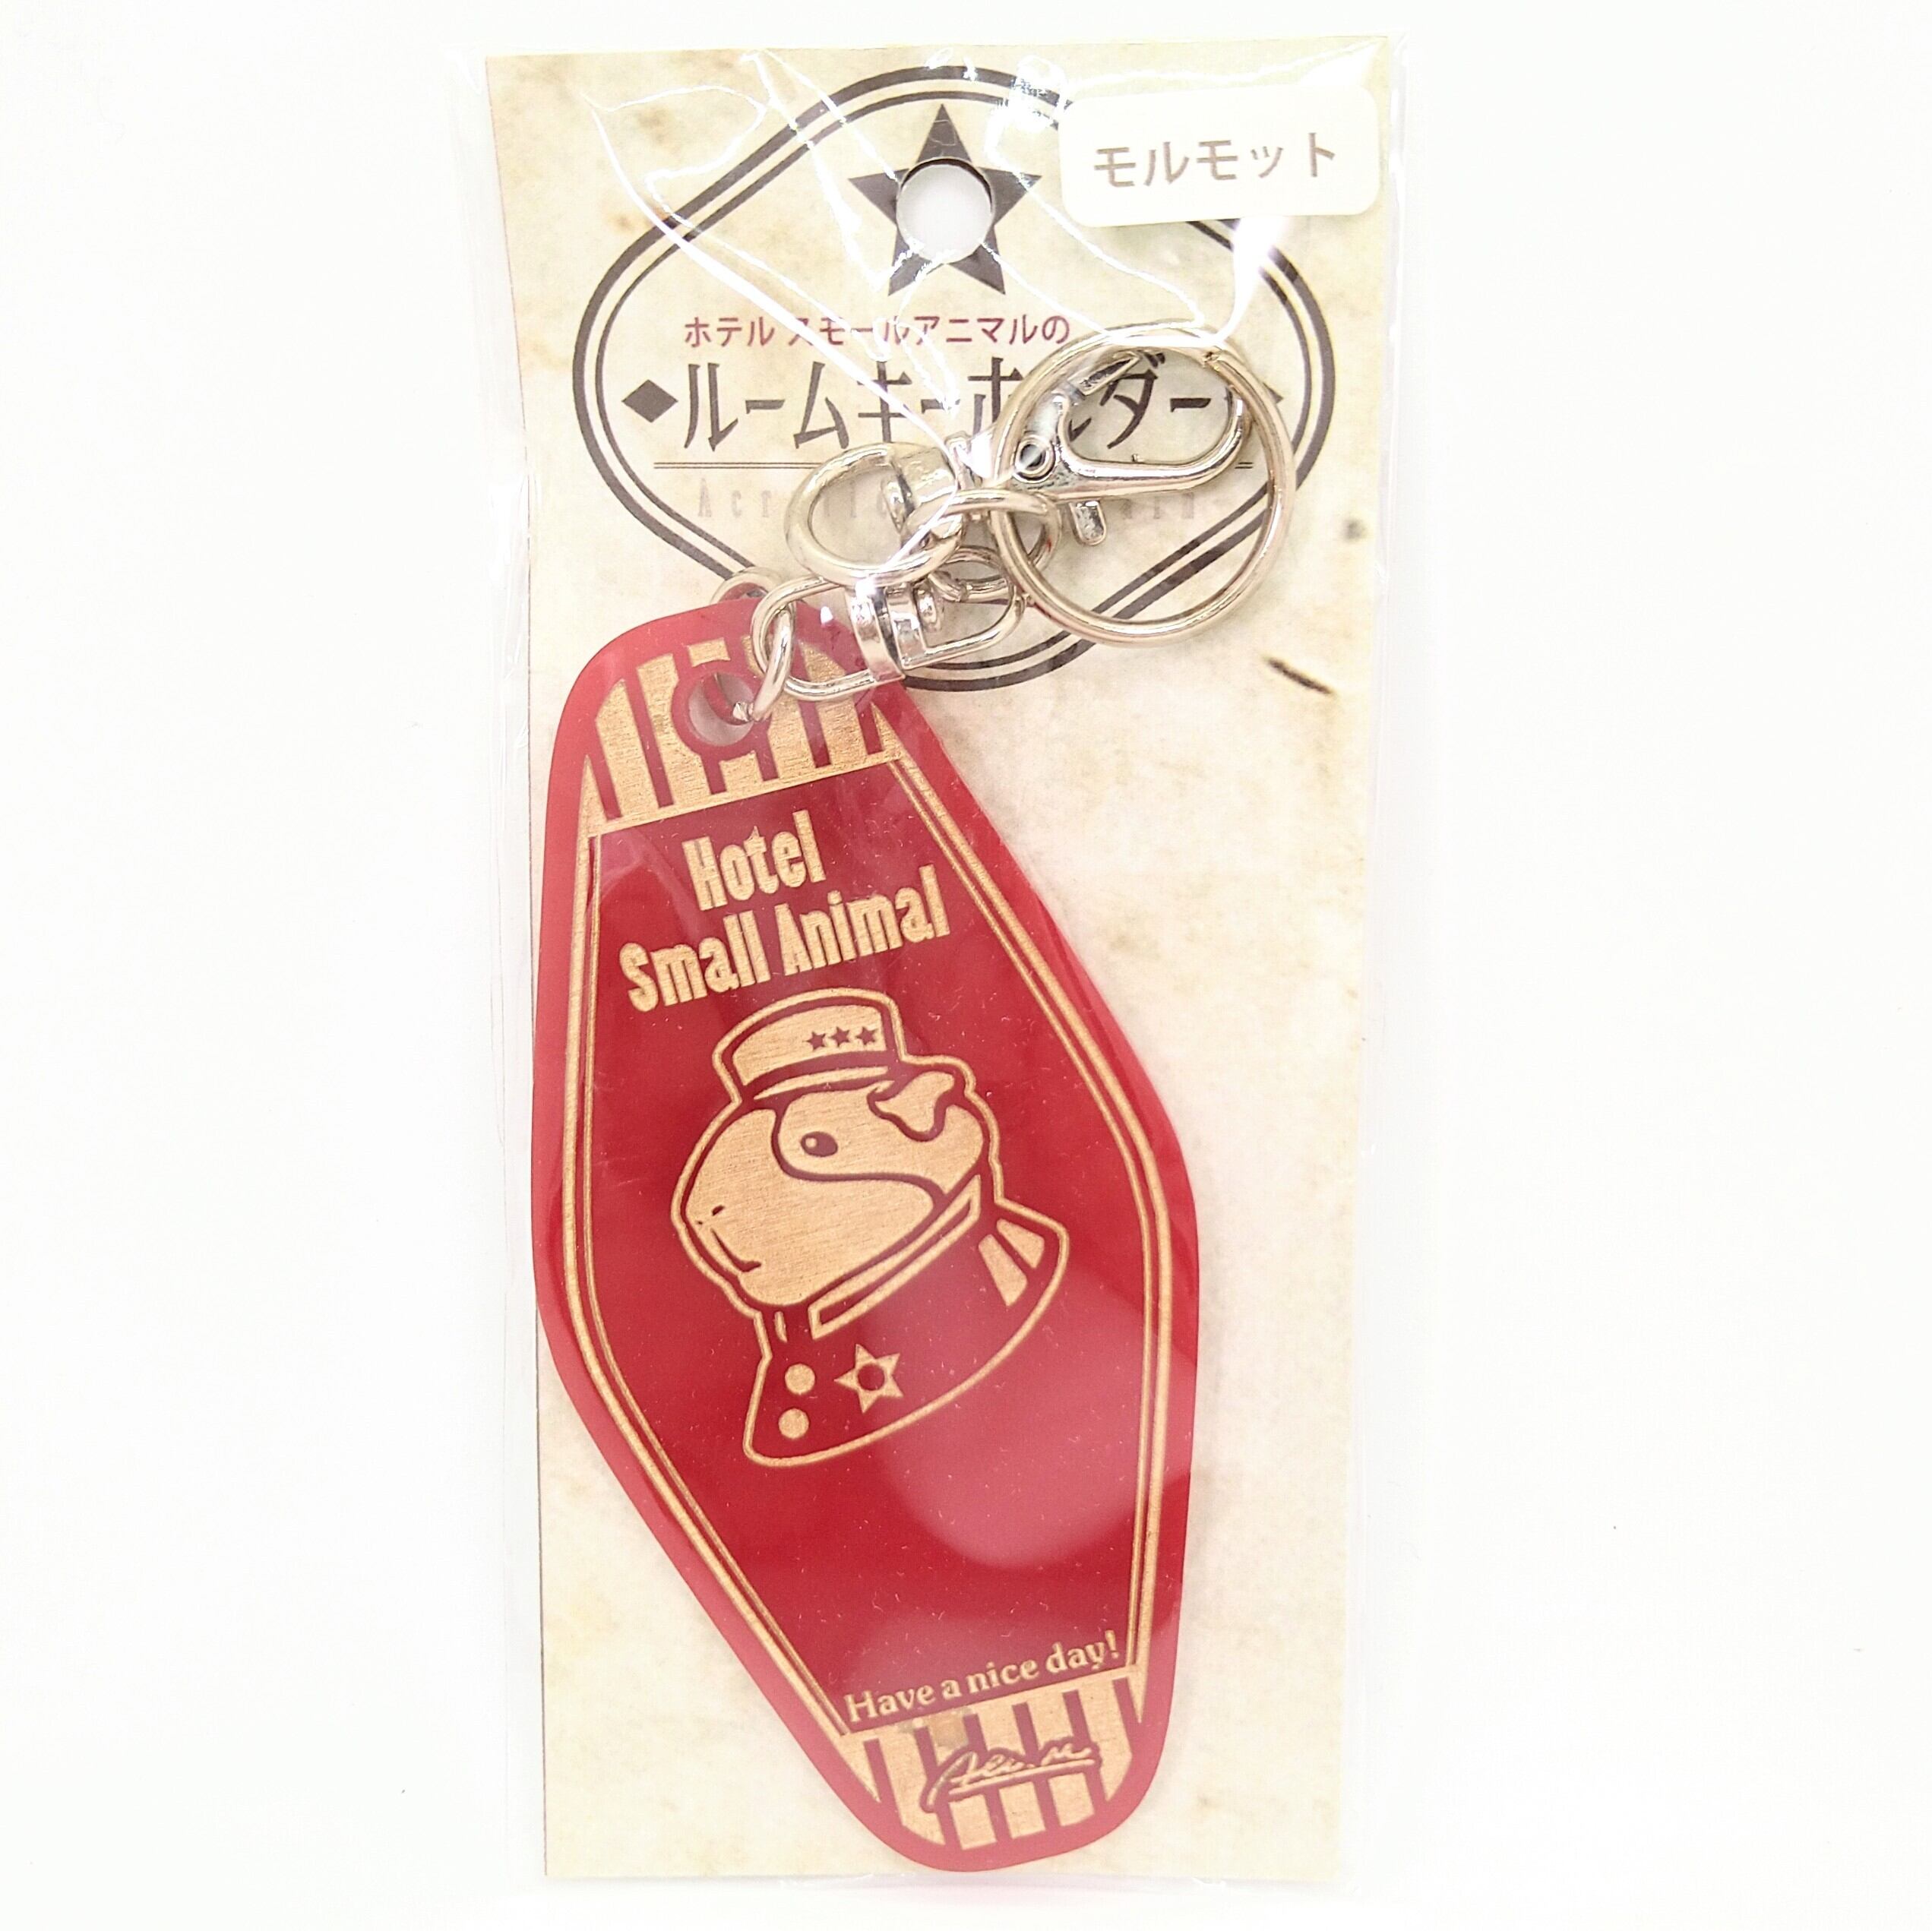 モルモット
ホテル スモールアニマルの
ルームキーホルダー
Hotel
Small Animal
Have a nice day!